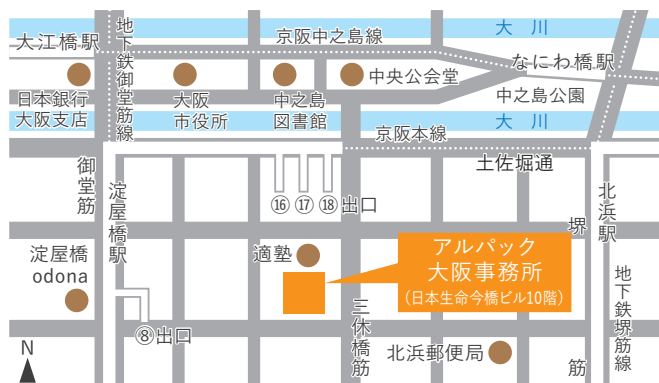 大川
地下鉄御堂筋線
大江橋駅
京阪中之島線
なにわ橋駅
中央公会堂
日本銀行
大阪支店
大阪
市役所
中之島
図書館
中之島公園
大川
京阪本線
土佐堀通
御堂筋
淀屋橋駅
⑯ ⑰ ⑱出口
北浜駅
堺筋
淀屋橋
odona
適塾
アルパック
大阪事務所
(日本生命今橋ビル10階)
地下鉄堺筋線
⑧出口
三休橋筋
北浜郵便局
N